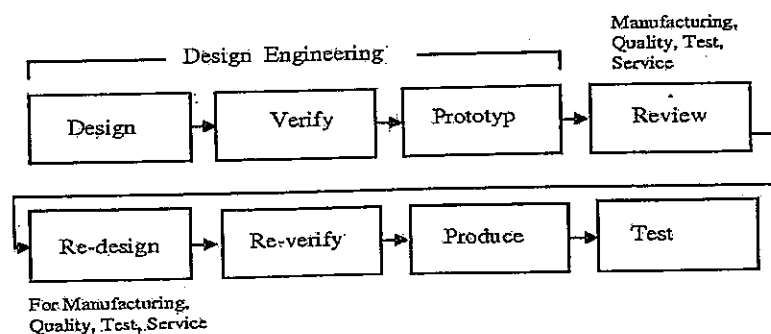 Manufacturing,
Quality, Test,
Service
Design Engineering
Design
Verify
Prototyp
Review
Re-design
Re-verify
Produce
Test
For Manufacturing,
Quality, Test, Service